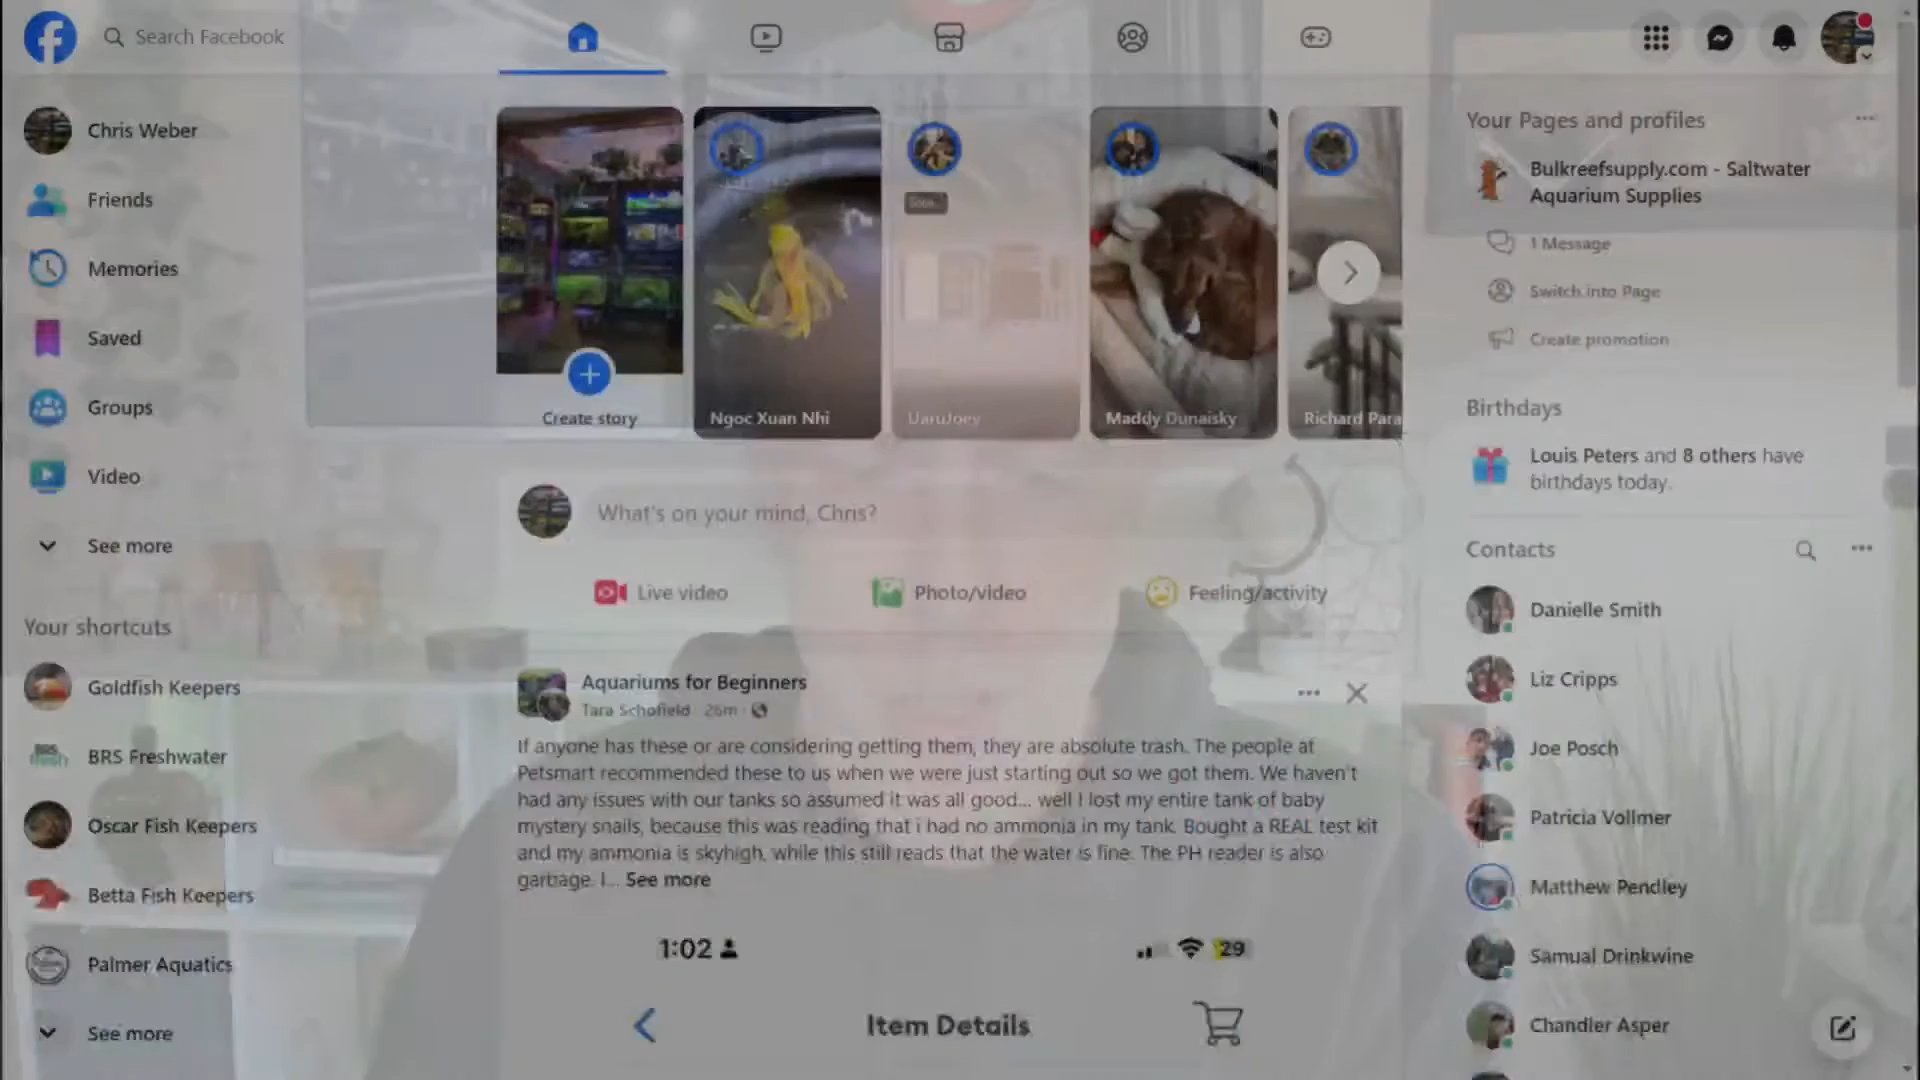 Search Facebook
Chris Weber
Friends
Memories
Saved
Groups
Video
See more
Your shortcuts
Goldfish Keepers
BRS Freshwater
Oscar Fish Keepers
Betta Fish Keepers
Palmer Aquatics
See more
Create story
Ngoc Xuan Nhi
UaruJoey
Maddy Dunaisky
Richard Para
What's on your mind, Chris?
Live video
Photo/video
Feeling/activity
Aquariums for Beginners
Tara Schofield · 26m ·
If anyone has these or are considering getting them, they are absolute trash. The people at
Petsmart recommended these to us when we were just starting out so we got them. We haven't
had any issues with our tanks so assumed it was all good... well I lost my entire tank of baby
mystery snails, because this was reading that i had no ammonia in my tank. Bought a REAL test kit
and my ammonia is skyhigh, while this still reads that the water is fine. The PH reader is also
garbage. I... See more
1:02
29
Item Details
Your Pages and profiles
Bulkreefsupply.com - Saltwater
Aquarium Supplies
1 Message
Switch into Page
Create promotion
Birthdays
Louis Peters and 8 others have
birthdays today.
Contacts
Danielle Smith
Liz Cripps
Joe Posch
Patricia Vollmer
Matthew Pendley
Samual Drinkwine
Chandler Asper